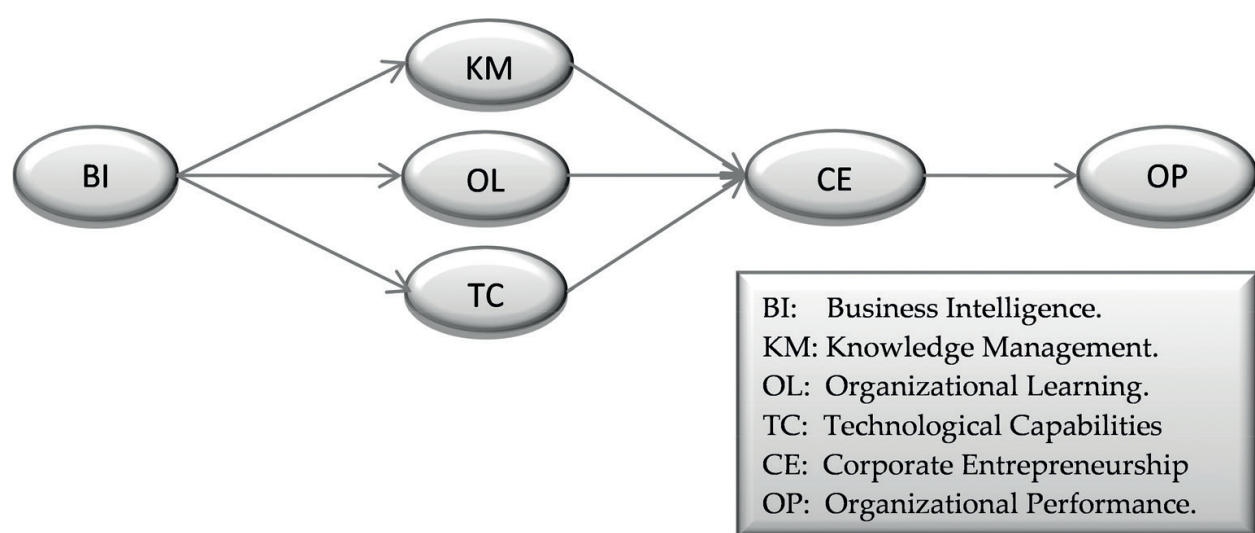 KM
BI
OL
CE
OP
TC
BI: Business Intelligence.
KM: Knowledge Management.
OL: Organizational Learning.
TC: Technological Capabilities
CE: Corporate Entrepreneurship
OP: Organizational Performance.